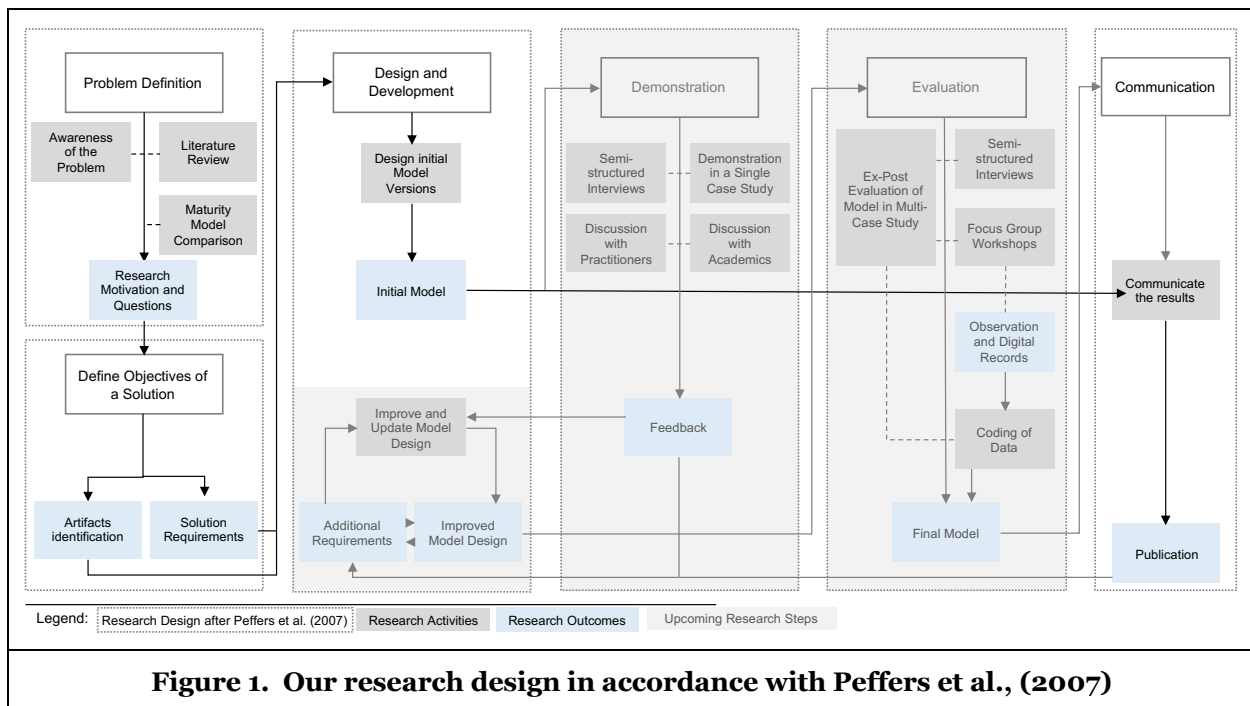 Problem Definition
Awareness
of the
Problem
Literature
Review
Maturity
Model
Comparison
Research
Motivation and
Questions
Define Objectives of
a Solution
Artifacts
identification
Solution
Requirements
Design and
Development
Design initial
Model
Versions
Initial Model
Improve and
Update Model
Design
Additional
Requirements
Improved
Model Design
Demonstration
Semi-
structured
Interviews
Demonstration
in a Single
Case Study
Discussion
with
Practitioners
Discussion
with
Academics
Feedback
Evaluation
Ex-Post
Evaluation of
Model in Multi-
Case Study
Semi-
structured
Interviews
Focus Group
Workshops
Observation
and Digital
Records
Coding of
Data
Final Model
Communication
Communicate
the results
Publication
Legend: Research Design after Peffers et al. (2007) Research Activities Research Outcomes Upcoming Research Steps
Figure 1. Our research design in accordance with Peffers et al., (2007)